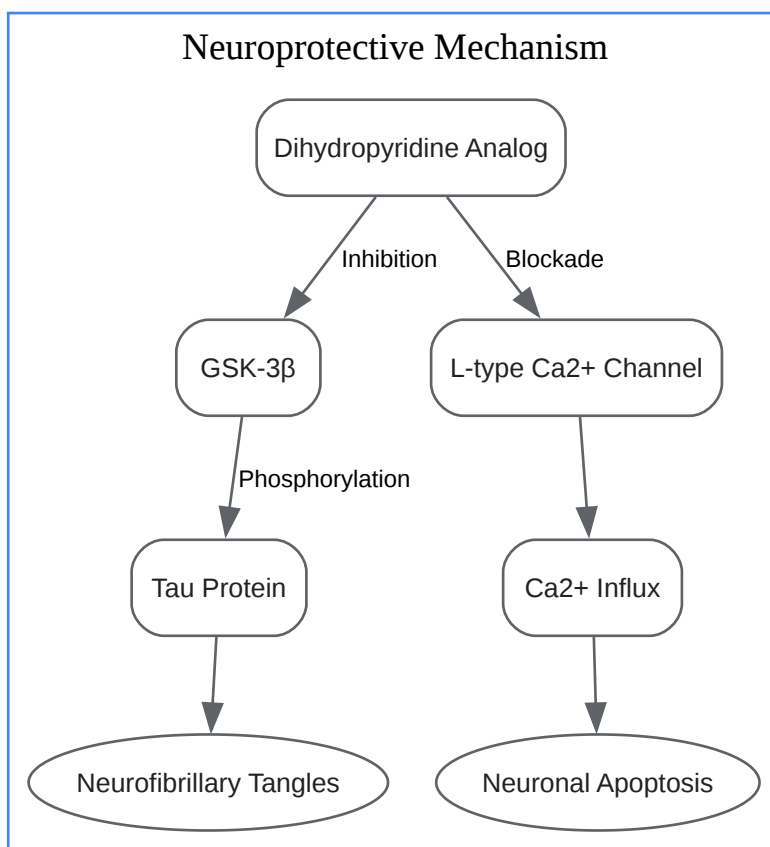 Neuroprotective Mechanism
Dihydropyridine Analog
Inhibition
Blockade
GSK-3β
L-type Ca2+ Channel
Phosphorylation
Tau Protein
Ca2+ Influx
Neurofibrillary Tangles
Neuronal Apoptosis